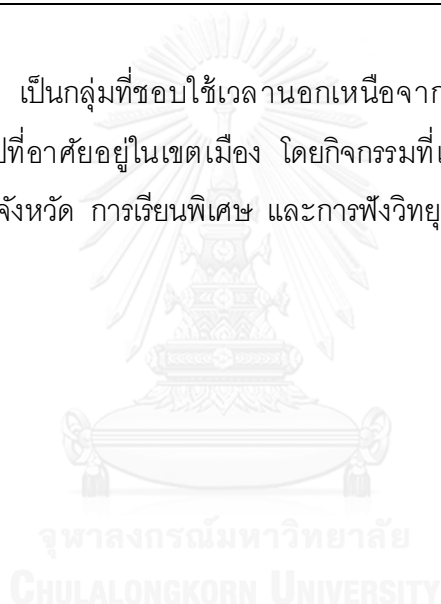 เป็นกลุ่มที่ชอบใช้เวลานอกเหนือจาก
ที่อาศัยอยู่ในเขตเมือง โดยกิจกรรมที่
จังหวัด การเรียนพิเศษ และการฟังวิทยุ
จุฬาลงกรณ์มหาวิทยาลัย
CHULALONGKORN UNIVERSITY